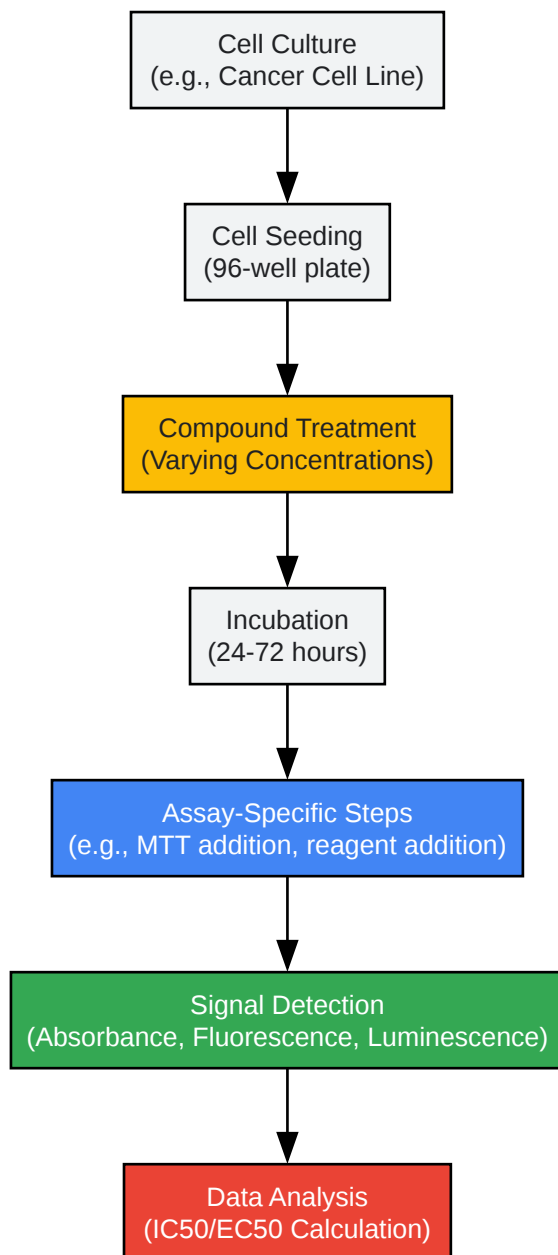 Cell Culture
(e.g., Cancer Cell Line)
Cell Seeding
(96-well plate)
Compound Treatment
(Varying Concentrations)
Incubation
(24-72 hours)
Assay-Specific Steps
(e.g., MTT addition, reagent addition)
Signal Detection
(Absorbance, Fluorescence, Luminescence)
Data Analysis
(IC50/EC50 Calculation)